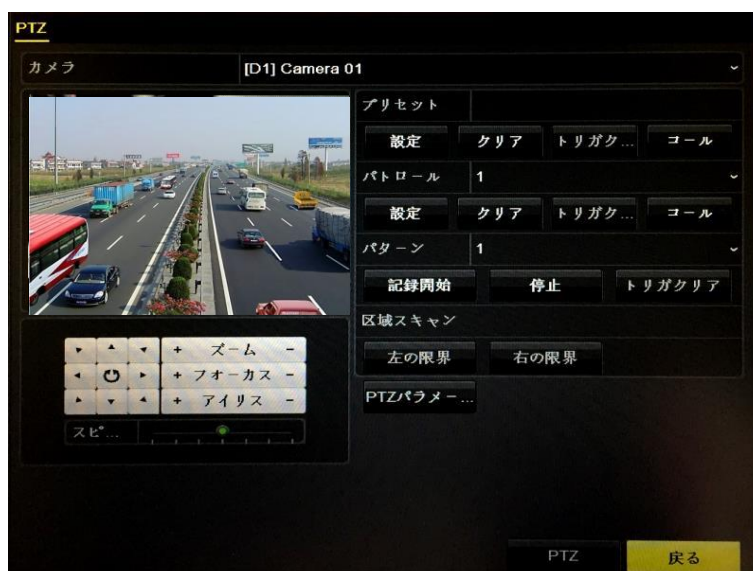 PTZ
カメラ [D1] Camera 01
プリセット
設定 クリア トリガク... コール
パトロール 1
設定 クリア トリガク... コール
パターン 1
記録開始 停止 トリガクリア
区域スキャン
左の限界 右の限界
PTZパラメー...
+ ズーム -
+ フォーカス -
+ アイリス -
スピ...
PTZ 戻る